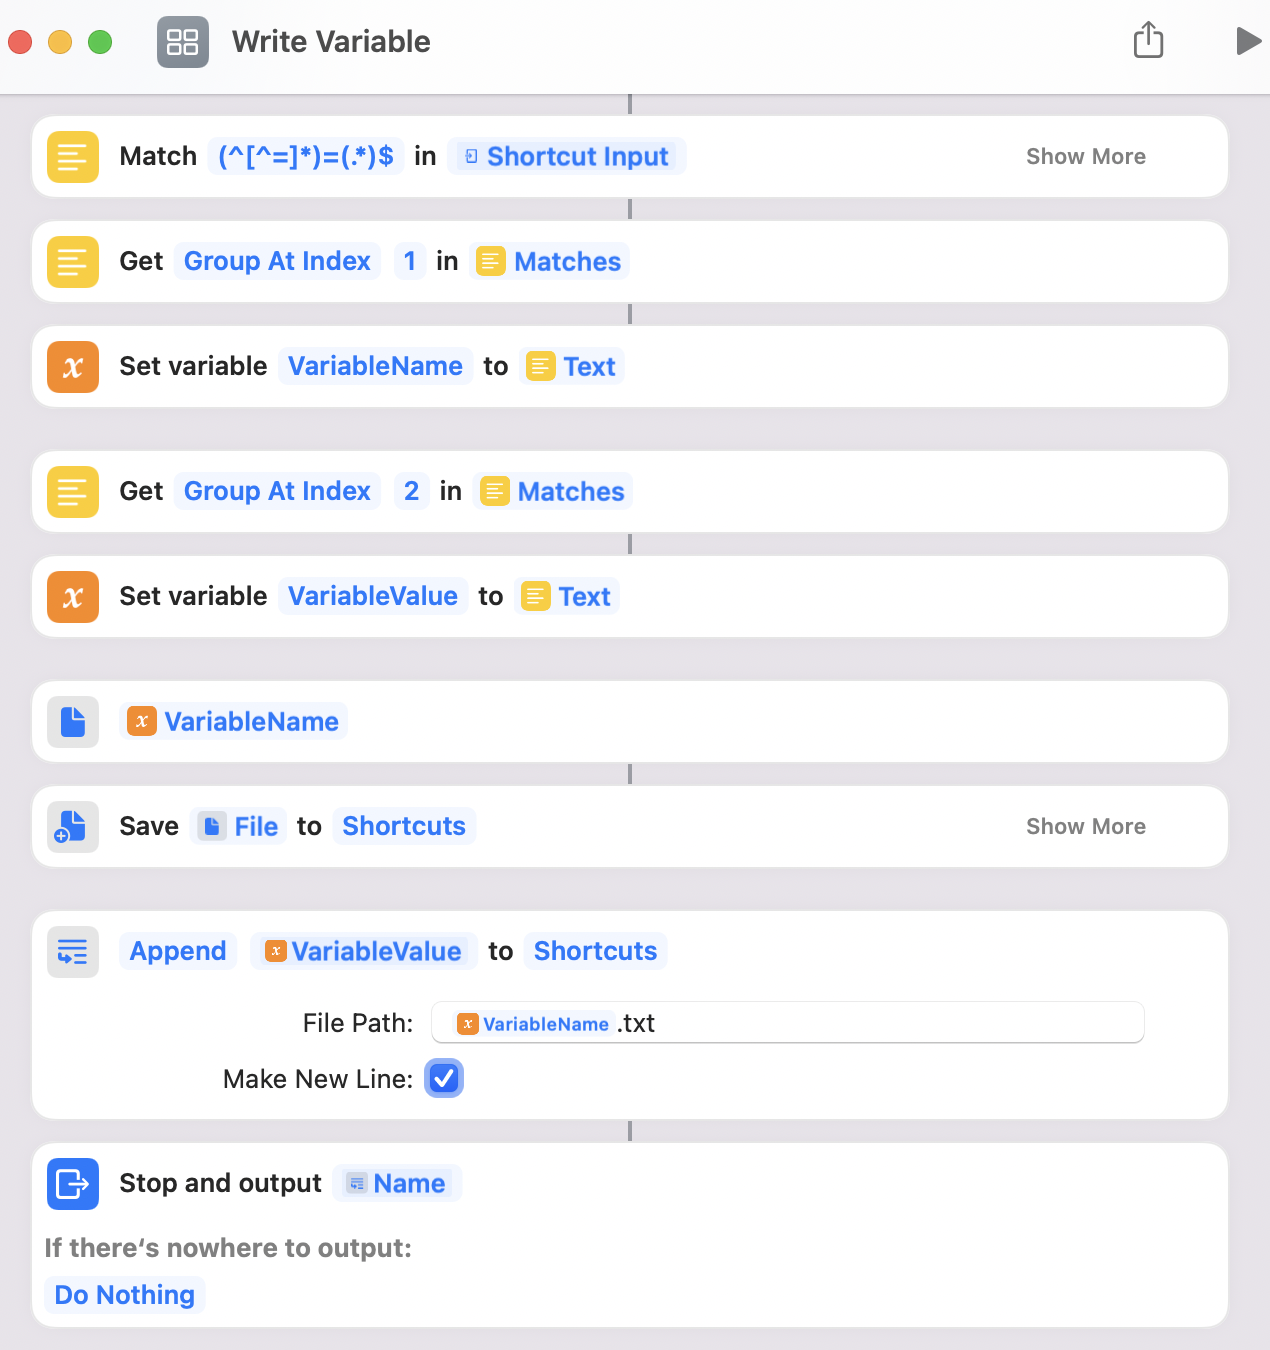 Write Variable
Match (^[^=]*)=(.*)$ in Shortcut Input Show More
Get Group At Index 1 in Matches
Set variable VariableName to Text
Get Group At Index 2 in Matches
Set variable VariableValue to Text
VariableName
Save File to Shortcuts Show More
Append VariableValue to Shortcuts
File Path: VariableName .txt
Make New Line:
Stop and output Name
If there‘s nowhere to output:
Do Nothing